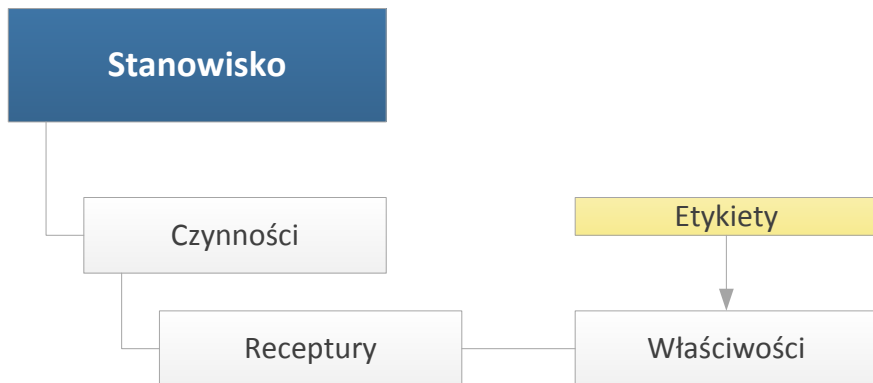 Stanowisko
Czynności
Etykiety
Receptury
Właściwości